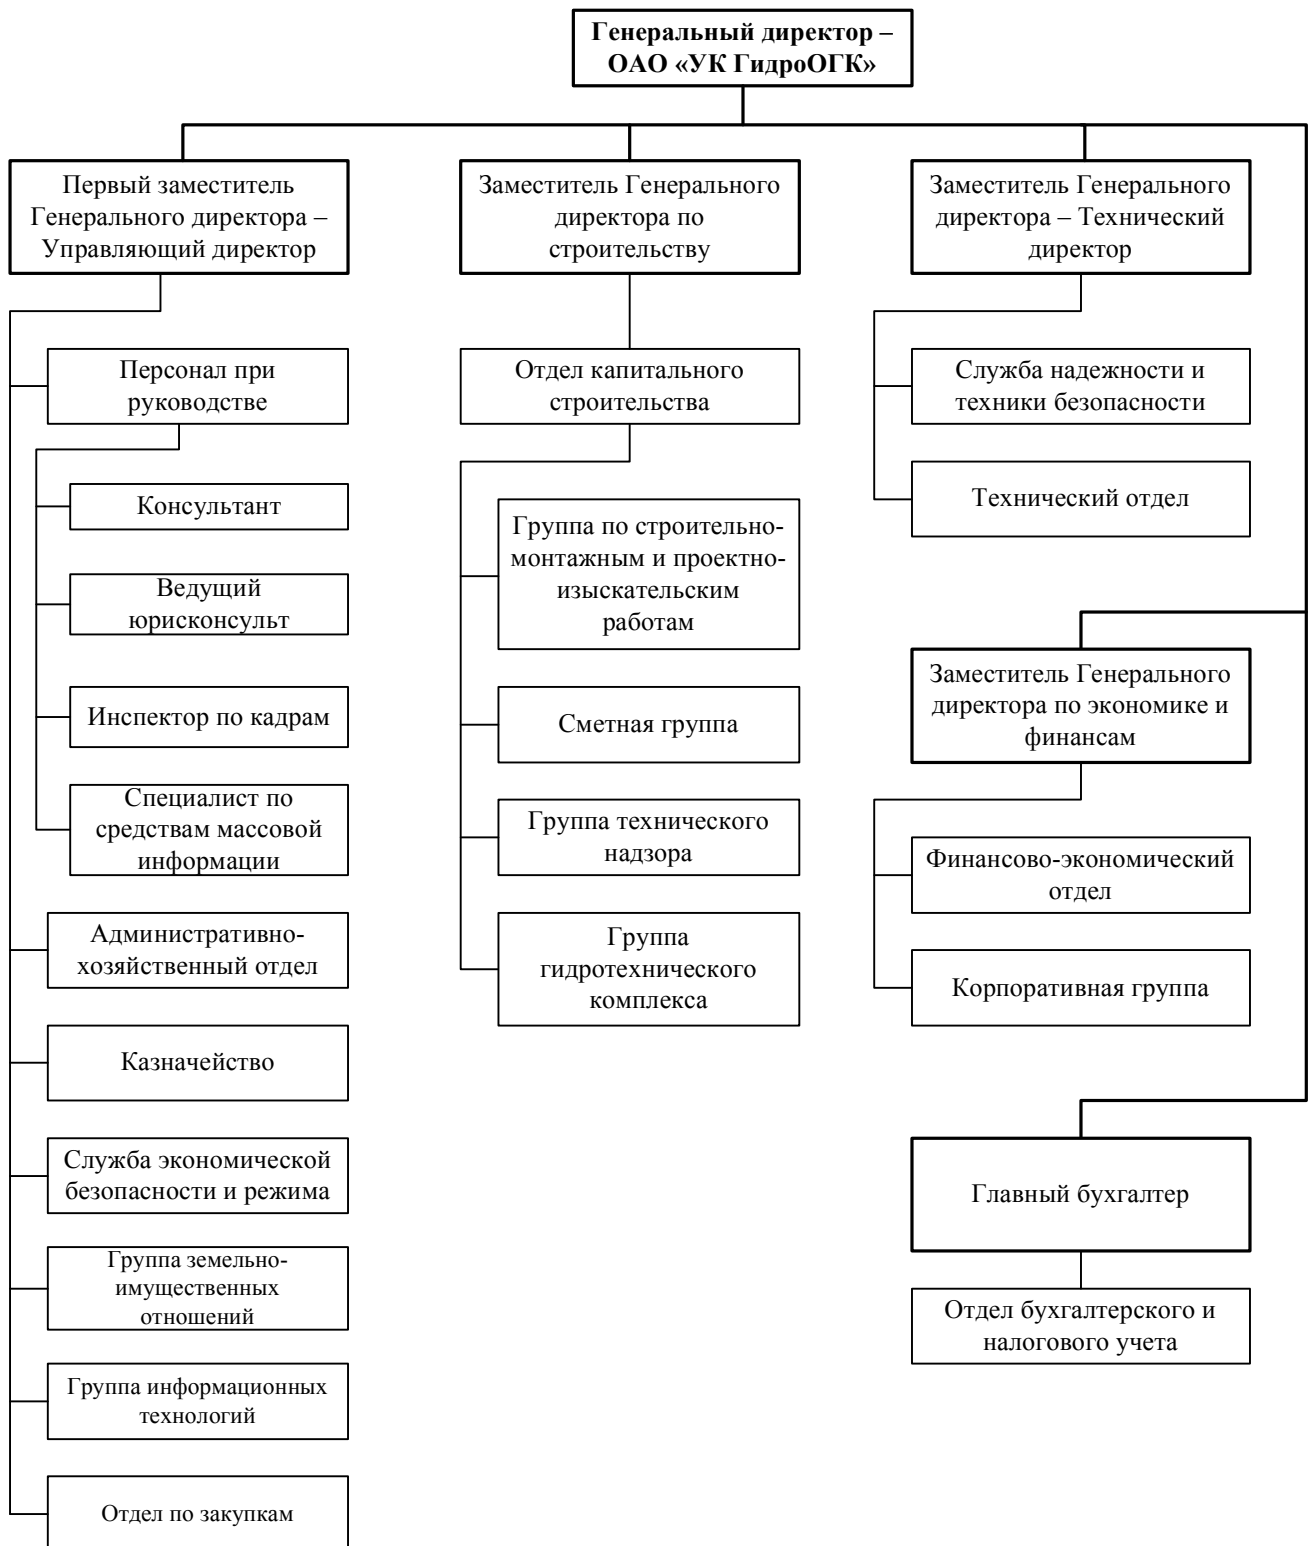 Генеральный директор –
ОАО «УК ГидроОГК»
Первый заместитель
Генерального директора –
Управляющий директор
Персонал при
руководстве
Консультант
Ведущий
юрисконсульт
Инспектор по кадрам
Специалист по
средствам массовой
информации
Административно-
хозяйственный отдел
Казначейство
Служба экономической
безопасности и режима
Группа земельно-
имущественных
отношений
Группа информационных
технологий
Отдел по закупкам
Заместитель Генерального
директора по
строительству
Отдел капитального
строительства
Группа по строительно-
монтажным и проектно-
изыскательским
работам
Сметная группа
Группа технического
надзора
Группа
гидротехнического
комплекса
Заместитель Генерального
директора – Технический
директор
Служба надежности и
техники безопасности
Технический отдел
Заместитель Генерального
директора по экономике и
финансам
Финансово-экономический
отдел
Корпоративная группа
Главный бухгалтер
Отдел бухгалтерского и
налогового учета